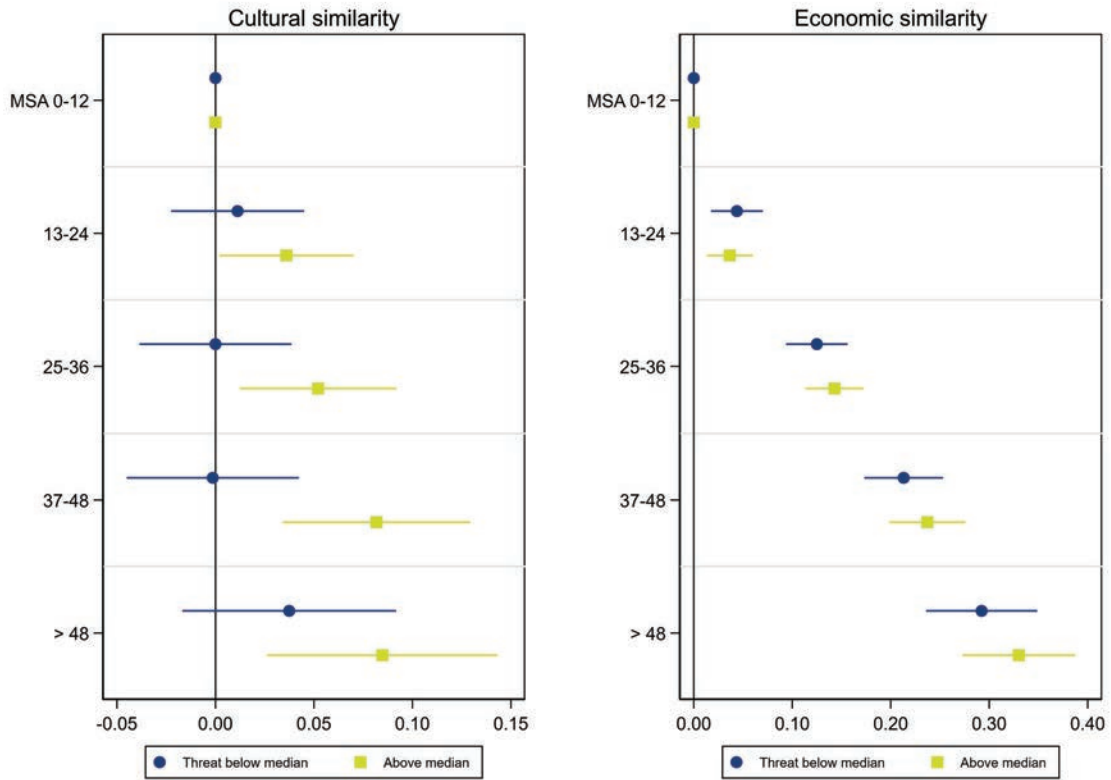 Cultural similarity
MSA 0-12
13-24
25-36
37-48
> 48
-0.05 0.00 0.05 0.10 0.15
Threat below median Above median
Economic similarity
MSA 0-12
13-24
25-36
37-48
> 48
0.00 0.10 0.20 0.30 0.40
Threat below median Above median